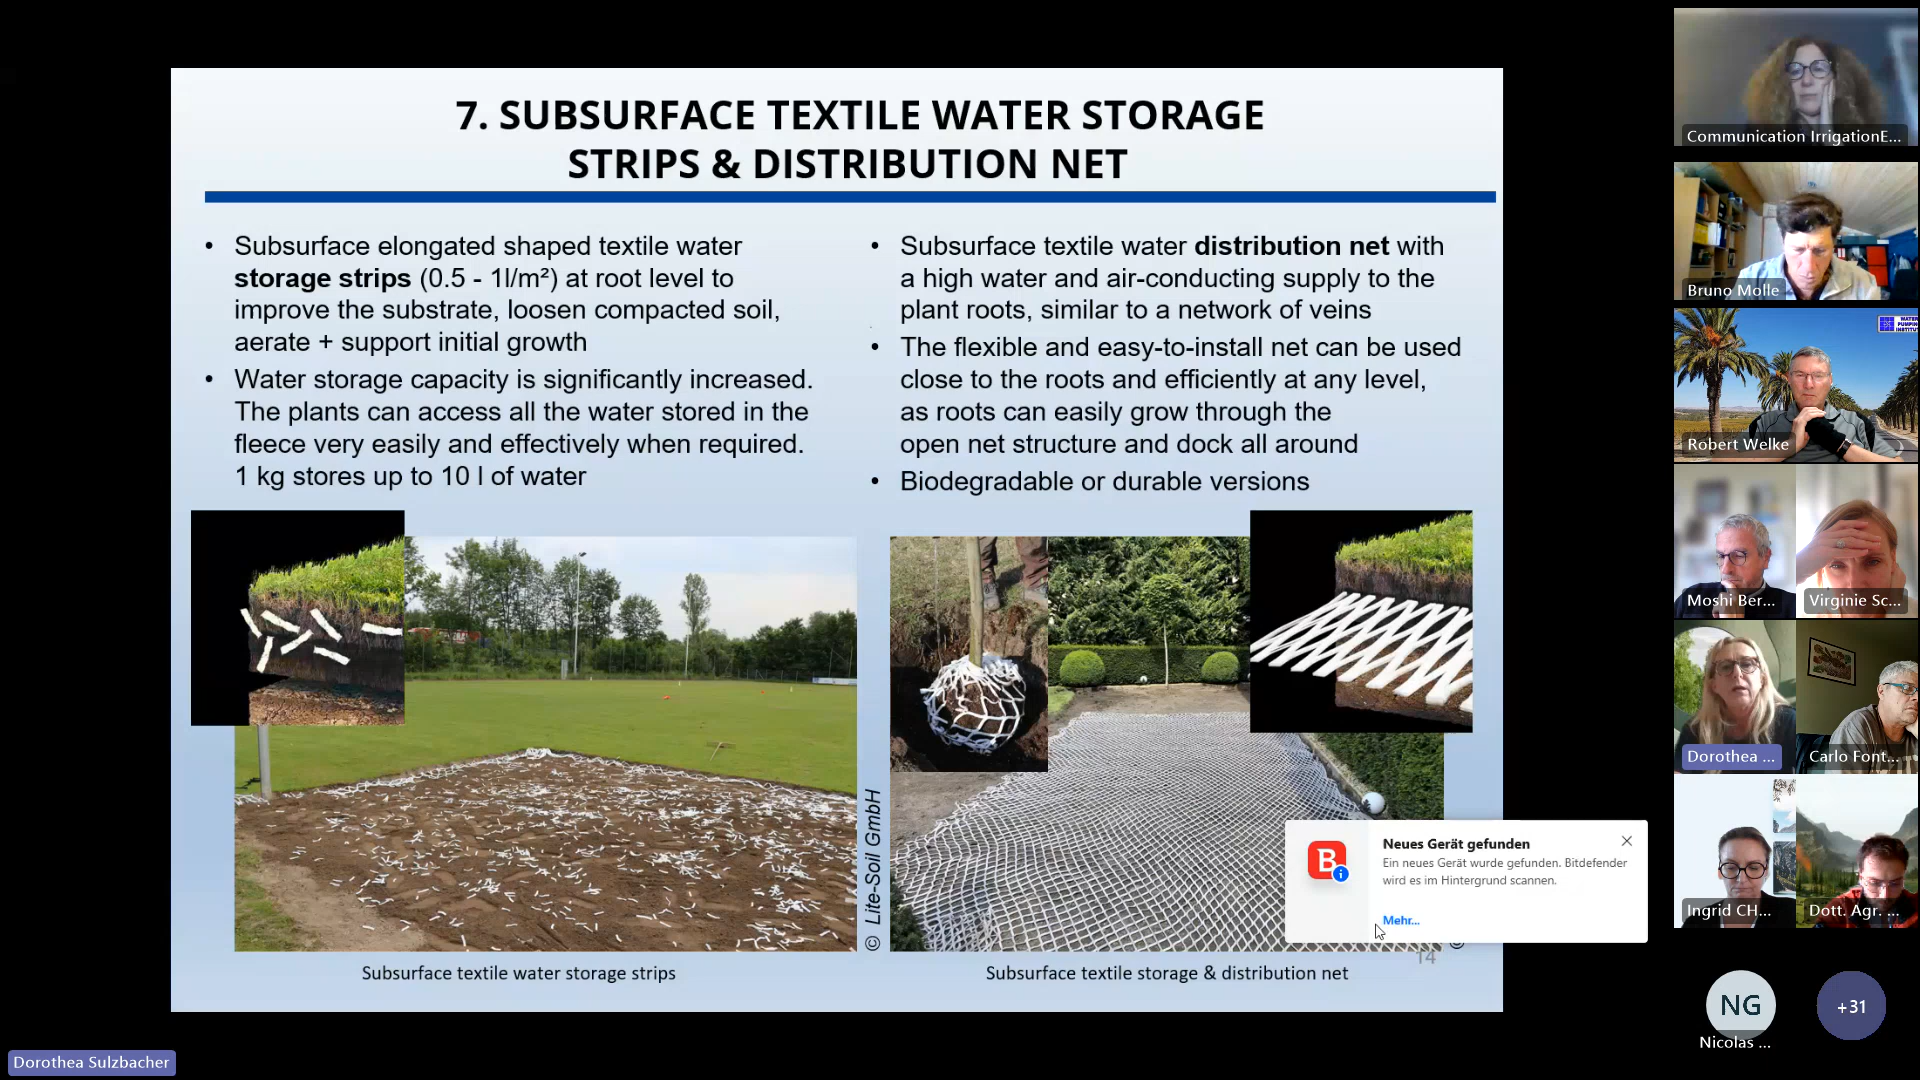 7. SUBSURFACE TEXTILE WATER STORAGE
STRIPS & DISTRIBUTION NET
• Subsurface elongated shaped textile water
storage strips (0.5 - 1l/m²) at root level to
improve the substrate, loosen compacted soil,
aerate + support initial growth
• Water storage capacity is significantly increased.
The plants can access all the water stored in the
fleece very easily and effectively when required.
1 kg stores up to 10 l of water
• Subsurface textile water distribution net with
a high water and air-conducting supply to the
plant roots, similar to a network of veins
• The flexible and easy-to-install net can be used
close to the roots and efficiently at any level,
as roots can easily grow through the
open net structure and dock all around
• Biodegradable or durable versions
© Lite-Soil GmbH
Subsurface textile water storage strips
Subsurface textile storage & distribution net
14
Neues Gerät gefunden
Ein neues Gerät wurde gefunden. Bitdefender
wird es im Hintergrund scannen.
Mehr...
B
Communication IrrigationE...
Bruno Molle
WATER
PUMPING
INSTITUTE
Robert Welke
Moshi Ber...
Virginie Sc...
Dorothea ...
Carlo Font...
Ingrid CH...
Dott. Agr. ...
NG
+31
Nicolas ...
Dorothea Sulzbacher